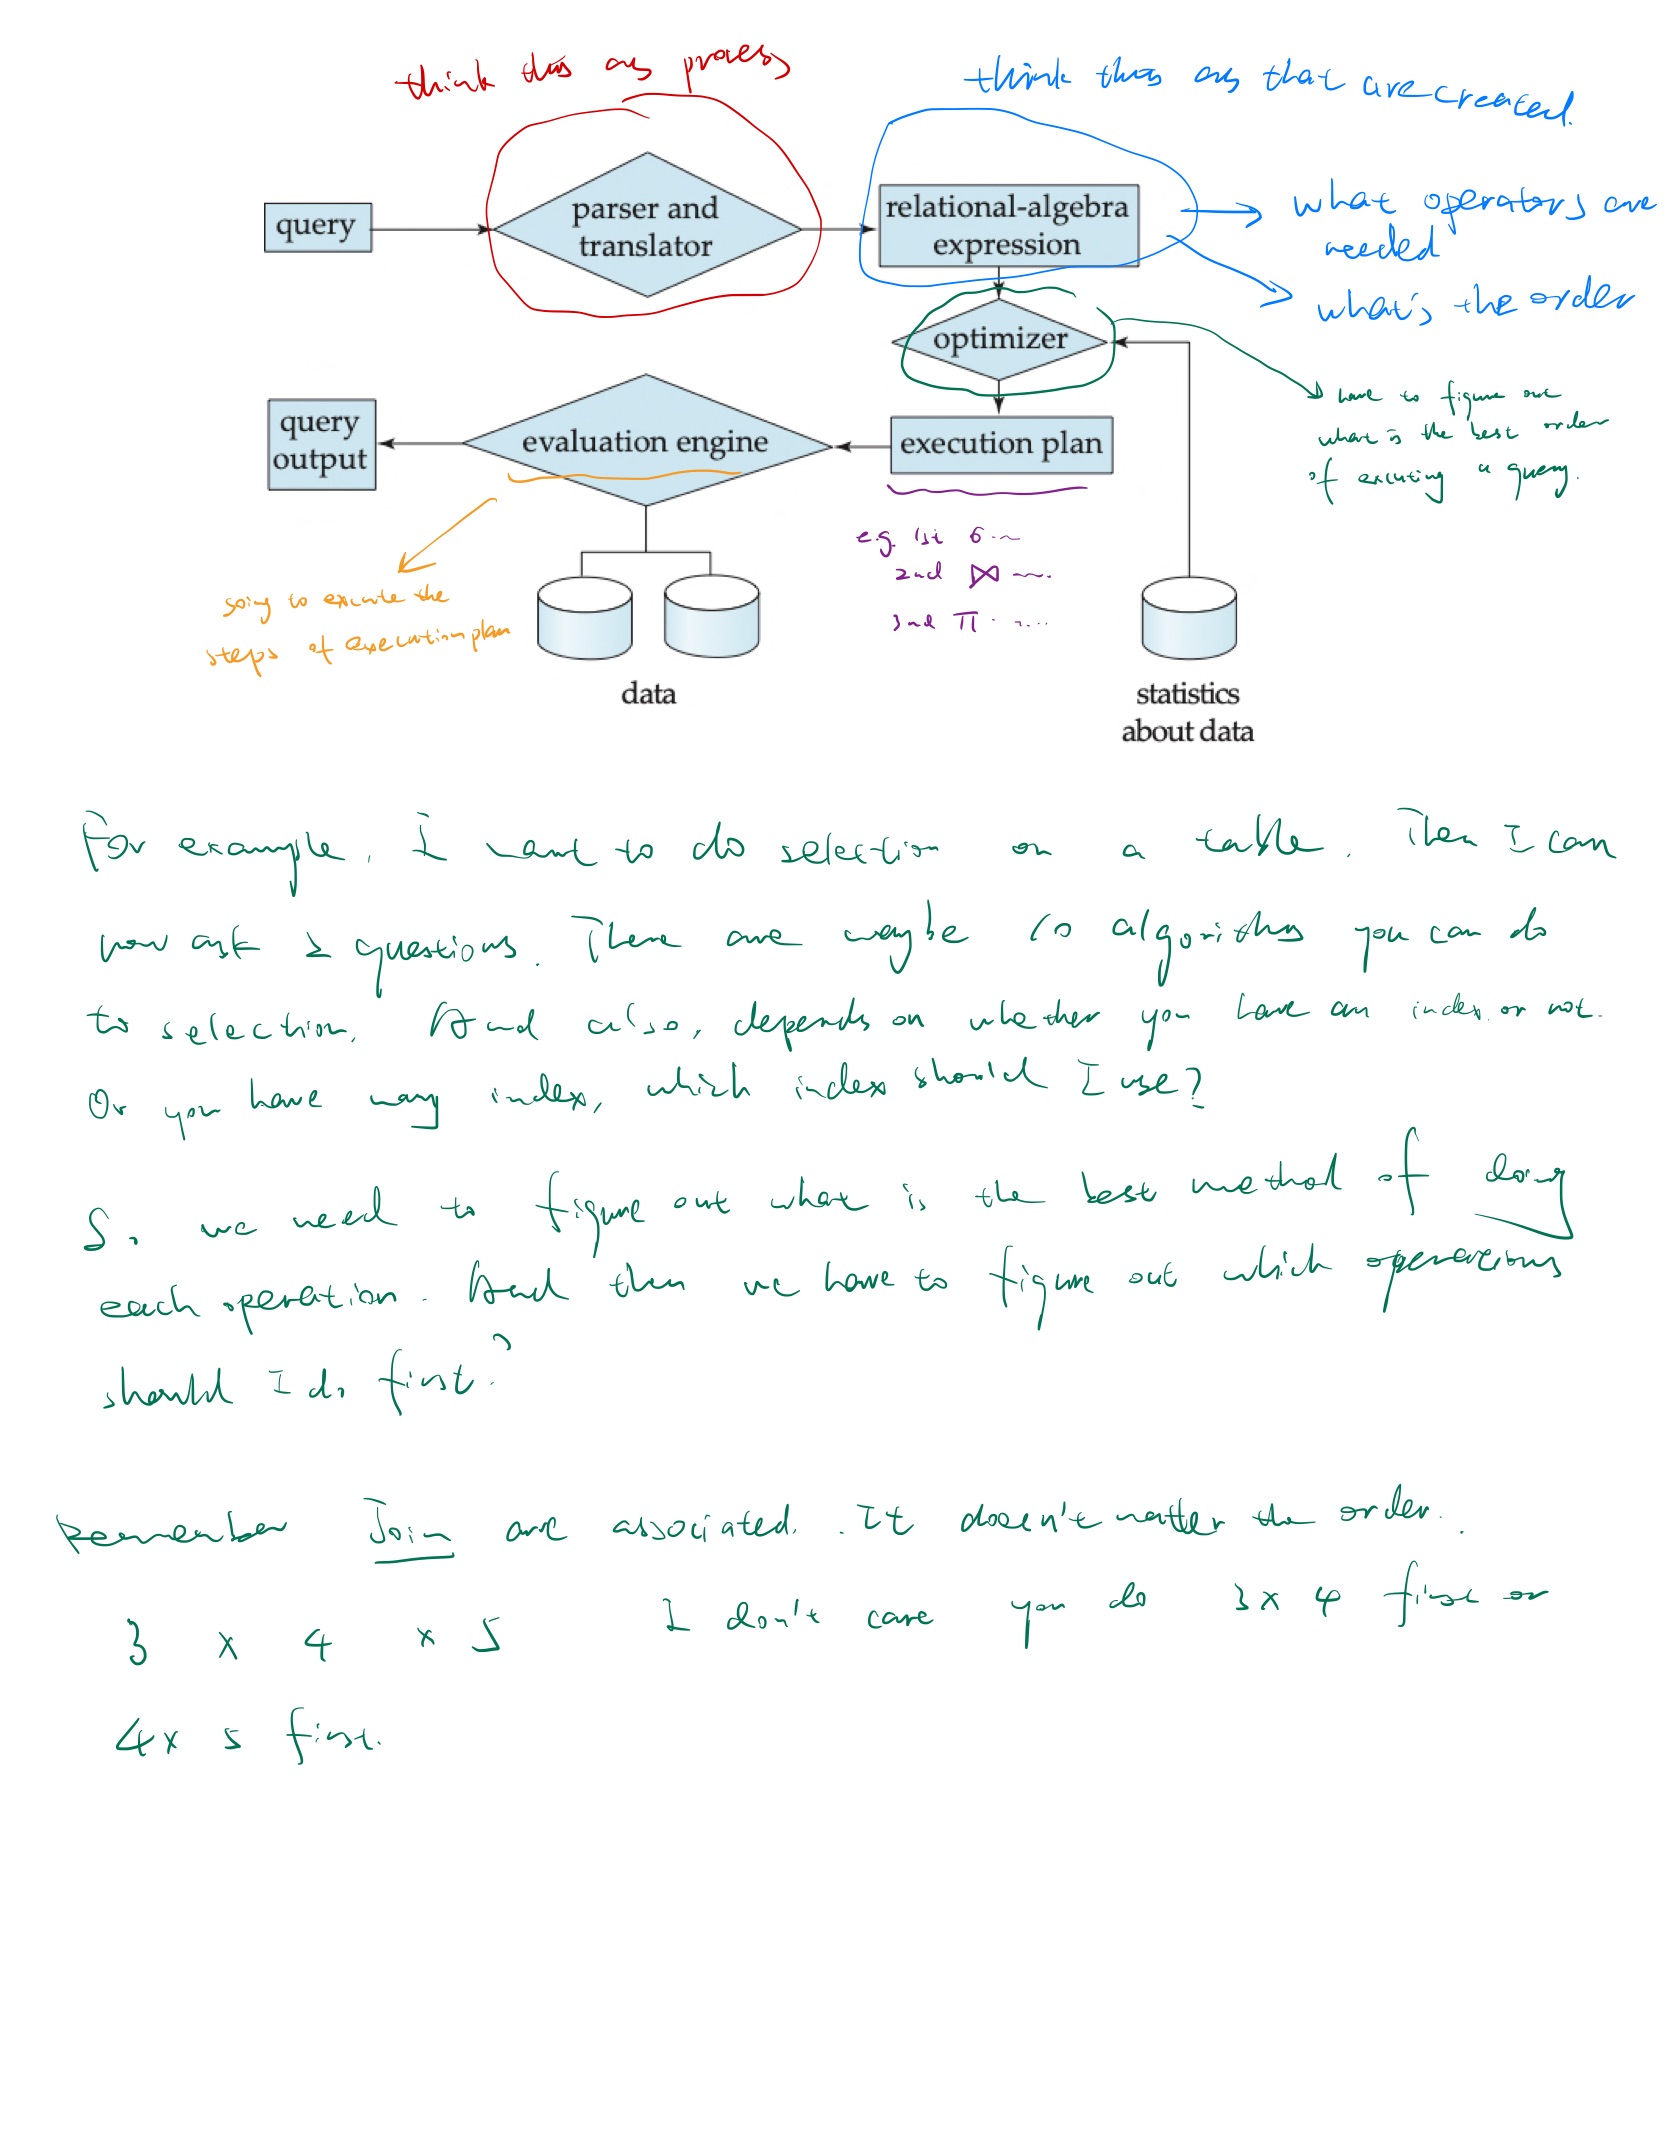 think this as process
think this as that are created.
query
parser and
translator
relational-algebra
expression
what operators are
needed
what's the order
optimizer
have to figure out
what is the best order
of excuting a query.
query
output
evaluation engine
execution plan
e.g. 1st σ
2nd ⋈
3nd π
going to excute the
steps of execution plan
data
statistics
about data
For example, I want to do selection on a table. Then I can
now ask 2 questions. There are maybe 10 algorithms you can do
to selection. And also, depends on whether you have an index or not.
Or you have many index, which index should I use?
So we need to figure out what is the best method of doing
each operation. And then we have to figure out which operations
should I do first?
Remember Join are associated. It doesn't matter the order.
3 x 4 x 5 I don't care you do 3 x 4 first or
4 x 5 first.